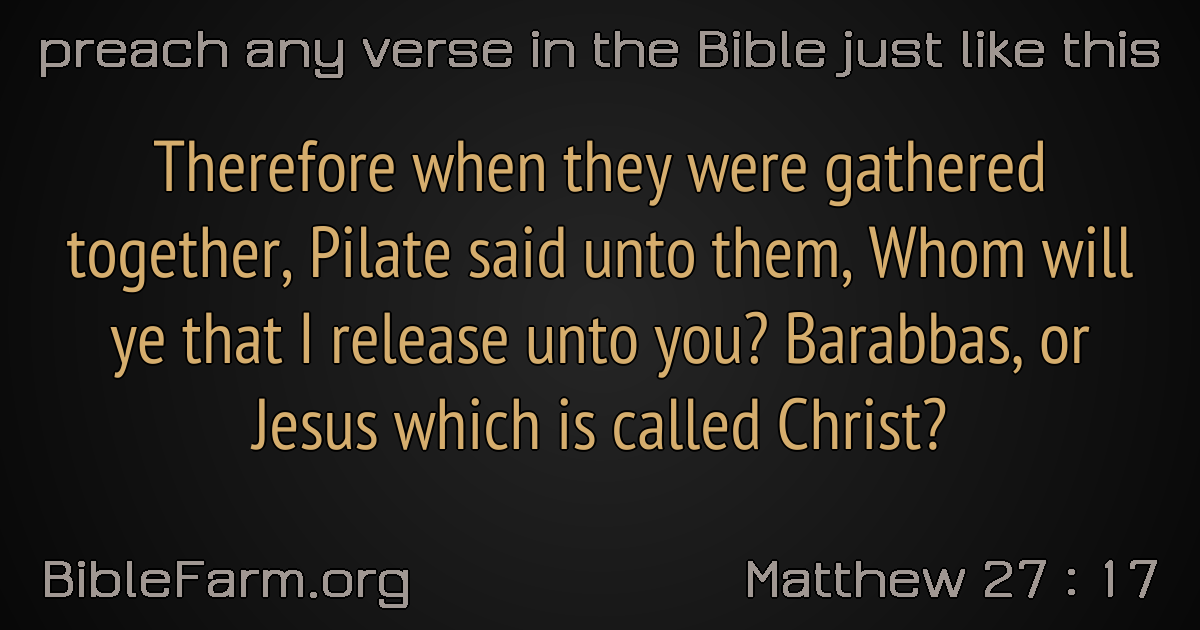 preach any verse in the Bible just like this
Therefore when they were gathered
together, Pilate said unto them, Whom will
ye that I release unto you? Barabbas, or
Jesus which is called Christ?
BibleFarm.org
Matthew 27 : 17